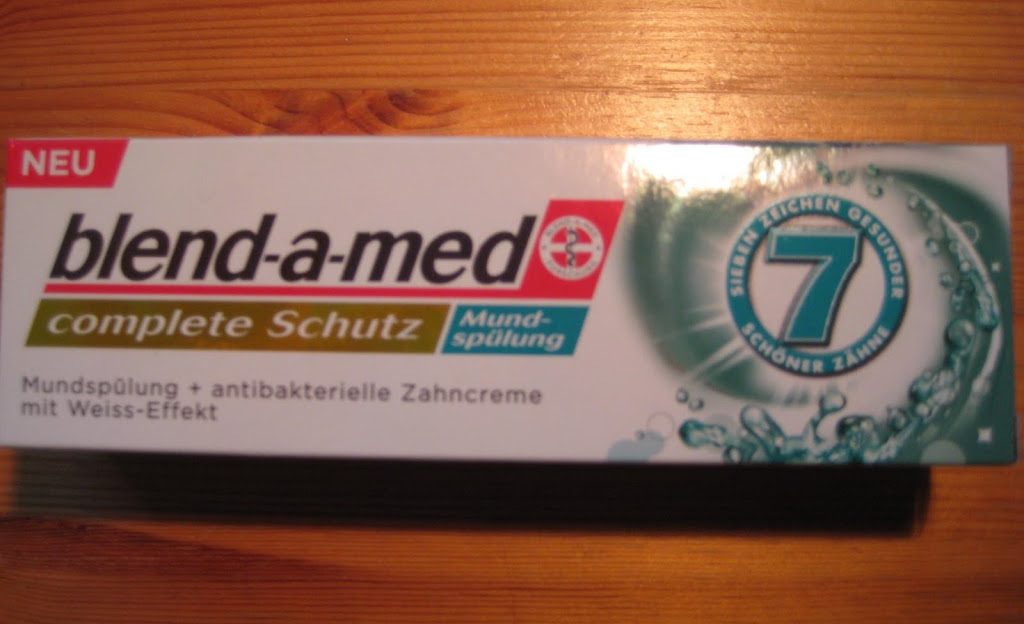 NEU
blend-a-med
complete Schutz
Mund-
spülung
Mundspülung + antibakterielle Zahncreme
mit Weiss-Effekt
SIEBEN ZEICHEN GESUNDER
7
SCHÖNER ZÄHNE